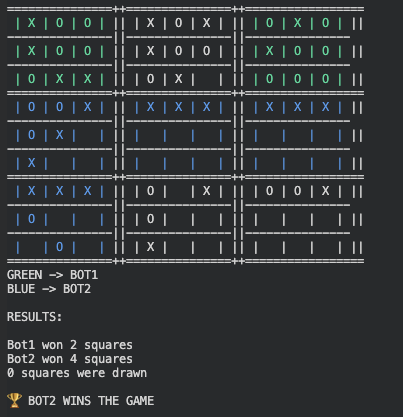 | X | O | O | || | X | O | X | || | O | X | O | ||
| X | O | O | || | X | O | O | || | X | O | O | ||
| O | X | X | || | O | X |   | || | O | O | O | ||
| O | O | X | || | X | X | X | || | X | X | X | ||
| O | X |   | || |   |   |   | || |   |   |   | ||
| X |   |   | || |   |   |   | || |   |   |   | ||
| X | X | X | || | O |   | X | || | O | O | X | ||
| O |   |   | || | O |   |   | || |   |   |   | ||
|   | O |   | || | X |   |   | || |   |   |   | ||
GREEN -> BOT1
BLUE -> BOT2
RESULTS:
Bot1 won 2 squares
Bot2 won 4 squares
0 squares were drawn
🏆 BOT2 WINS THE GAME